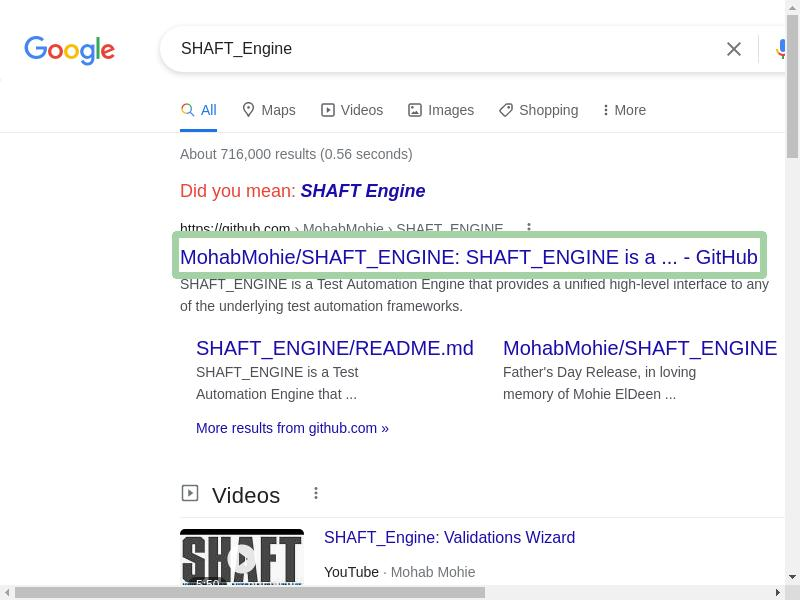 Google
SHAFT_Engine
All
Maps
Videos
Images
Shopping
More
About 716,000 results (0.56 seconds)
Did you mean: SHAFT Engine
https://github.com › MohabMohie › SHAFT_ENGINE
MohabMohie/SHAFT_ENGINE: SHAFT_ENGINE is a ... - GitHub
SHAFT_ENGINE is a Test Automation Engine that provides a unified high-level interface to any
of the underlying test automation frameworks.
SHAFT_ENGINE/README.md
SHAFT_ENGINE is a Test
Automation Engine that ...
MohabMohie/SHAFT_ENGINE
Father's Day Release, in loving
memory of Mohie ElDeen ...
More results from github.com »
Videos
SHAFT
5:50
SHAFT_Engine: Validations Wizard
YouTube · Mohab Mohie